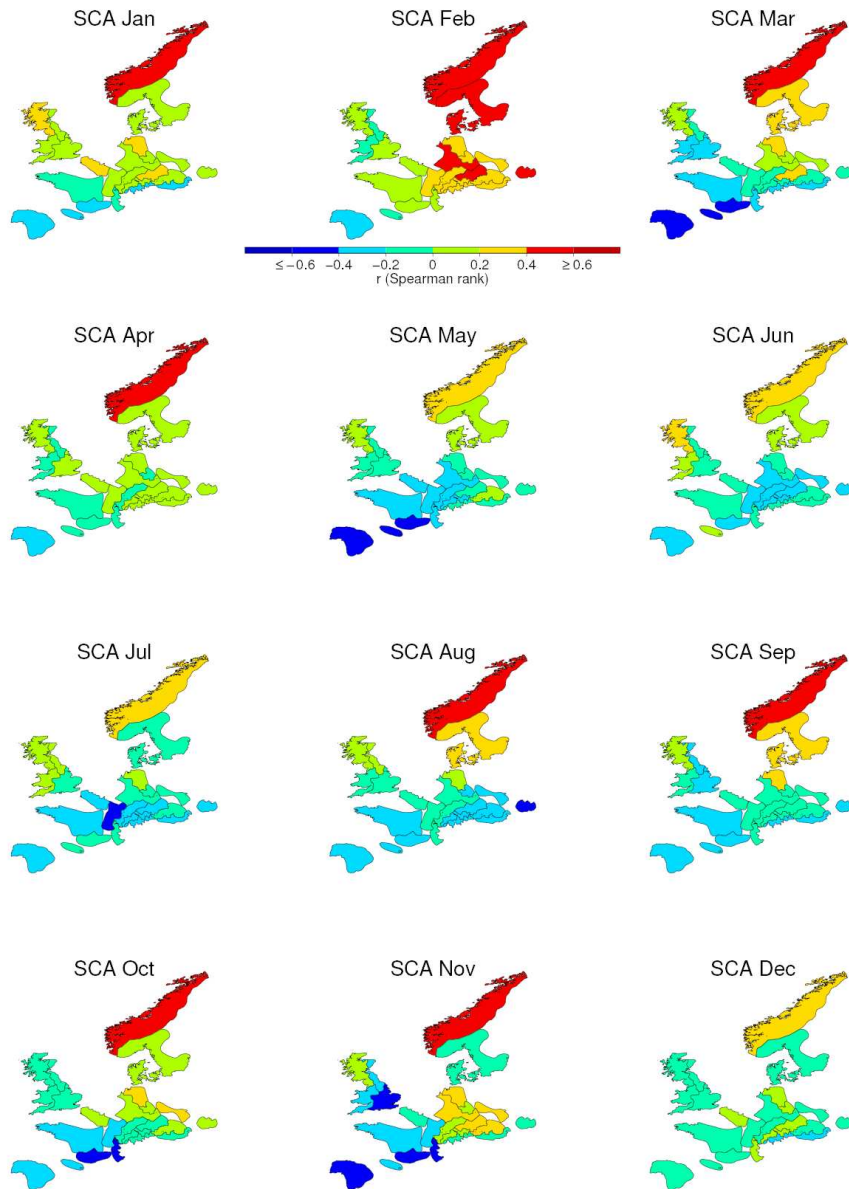 SCA Jan
SCA Feb
SCA Mar
≤−0.6 −0.4 −0.2 0 0.2 0.4 ≥0.6
r (Spearman rank)
SCA Apr
SCA May
SCA Jun
SCA Jul
SCA Aug
SCA Sep
SCA Oct
SCA Nov
SCA Dec